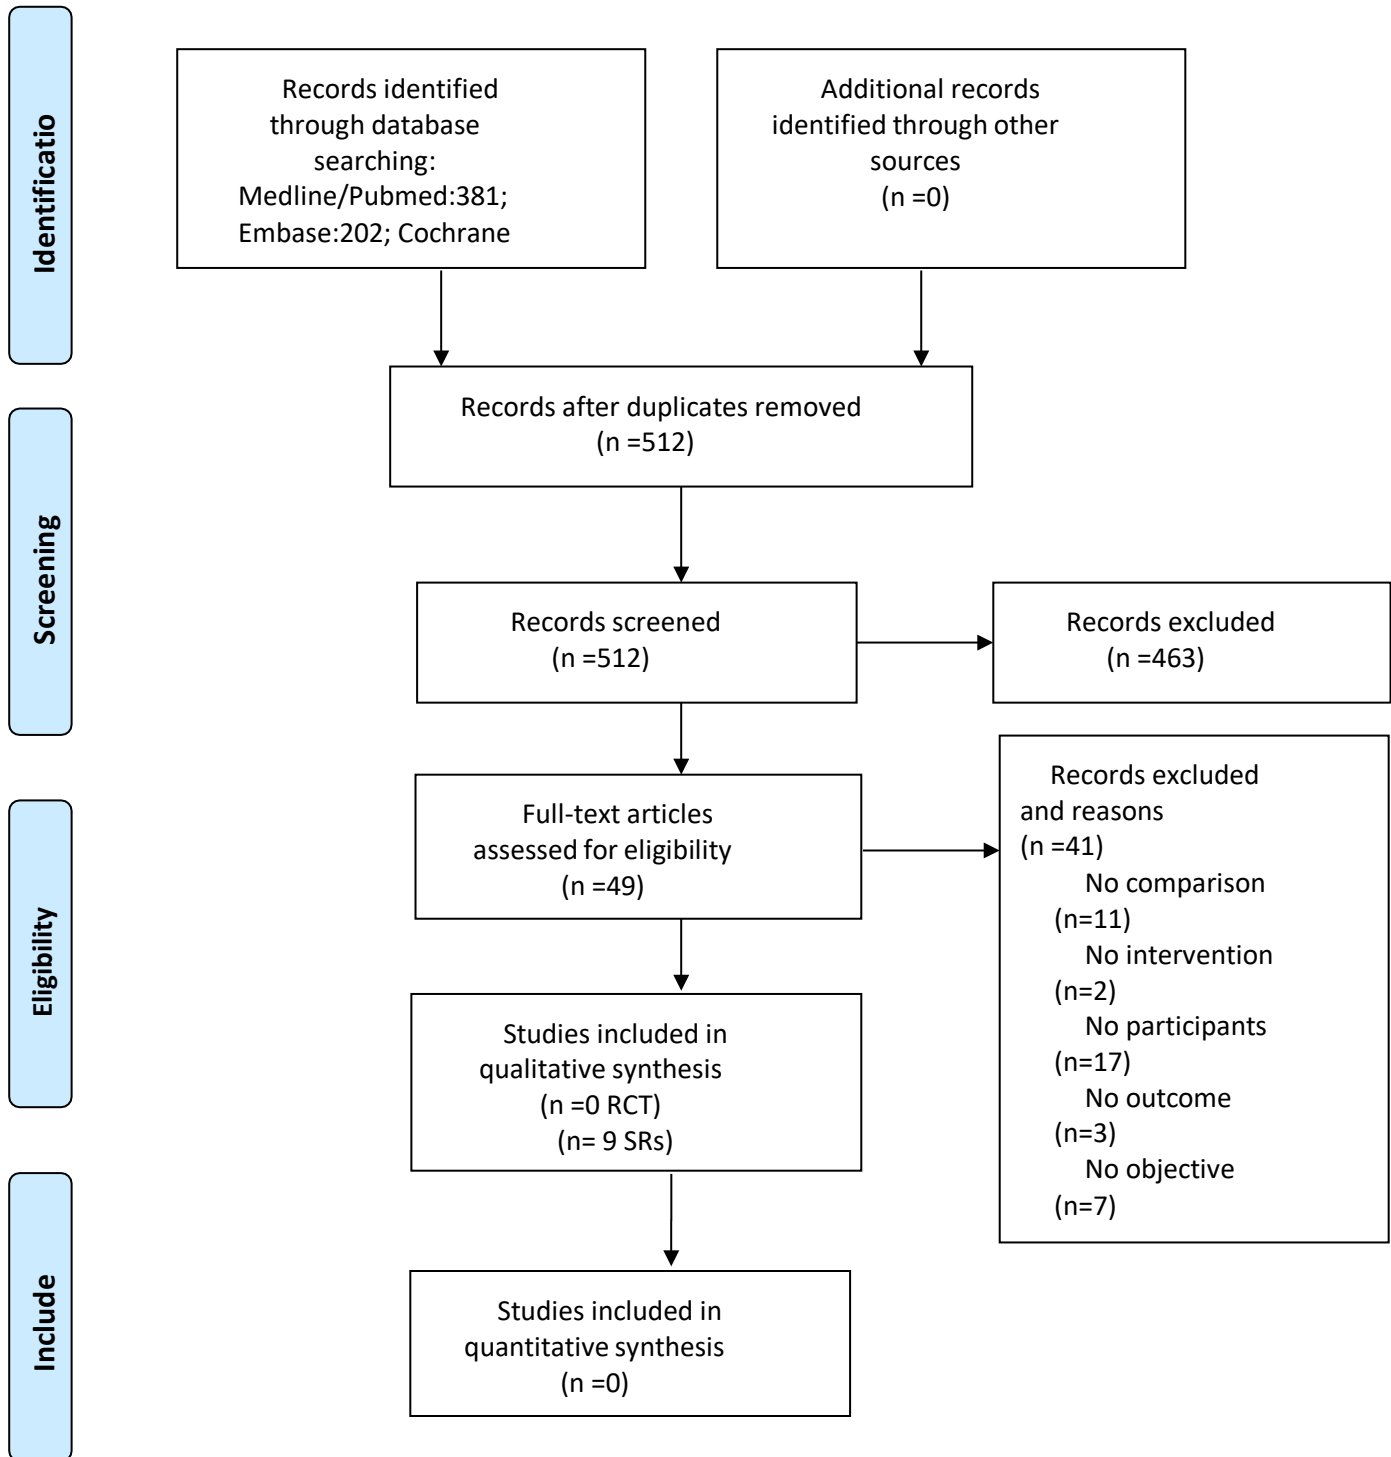 Identificatio
Records identified
through database
searching:
Medline/Pubmed:381;
Embase:202; Cochrane
Additional records
identified through other
sources
(n =0)
Records after duplicates removed
(n =512)
Screening
Records screened
(n =512)
Records excluded
(n =463)
Eligibility
Full-text articles
assessed for eligibility
(n =49)
Records excluded
and reasons
(n =41)
No comparison
(n=11)
No intervention
(n=2)
No participants
(n=17)
No outcome
(n=3)
No objective
(n=7)
Studies included in
qualitative synthesis
(n =0 RCT)
(n= 9 SRs)
Include
Studies included in
quantitative synthesis
(n =0)